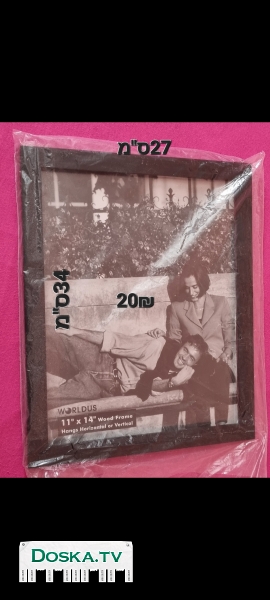 27ס"מ
34ס"מ
20₪
WORLDUS
11" x 14" Wood Frame
Hangs Horizontal or Vertical
DOSKA.TV